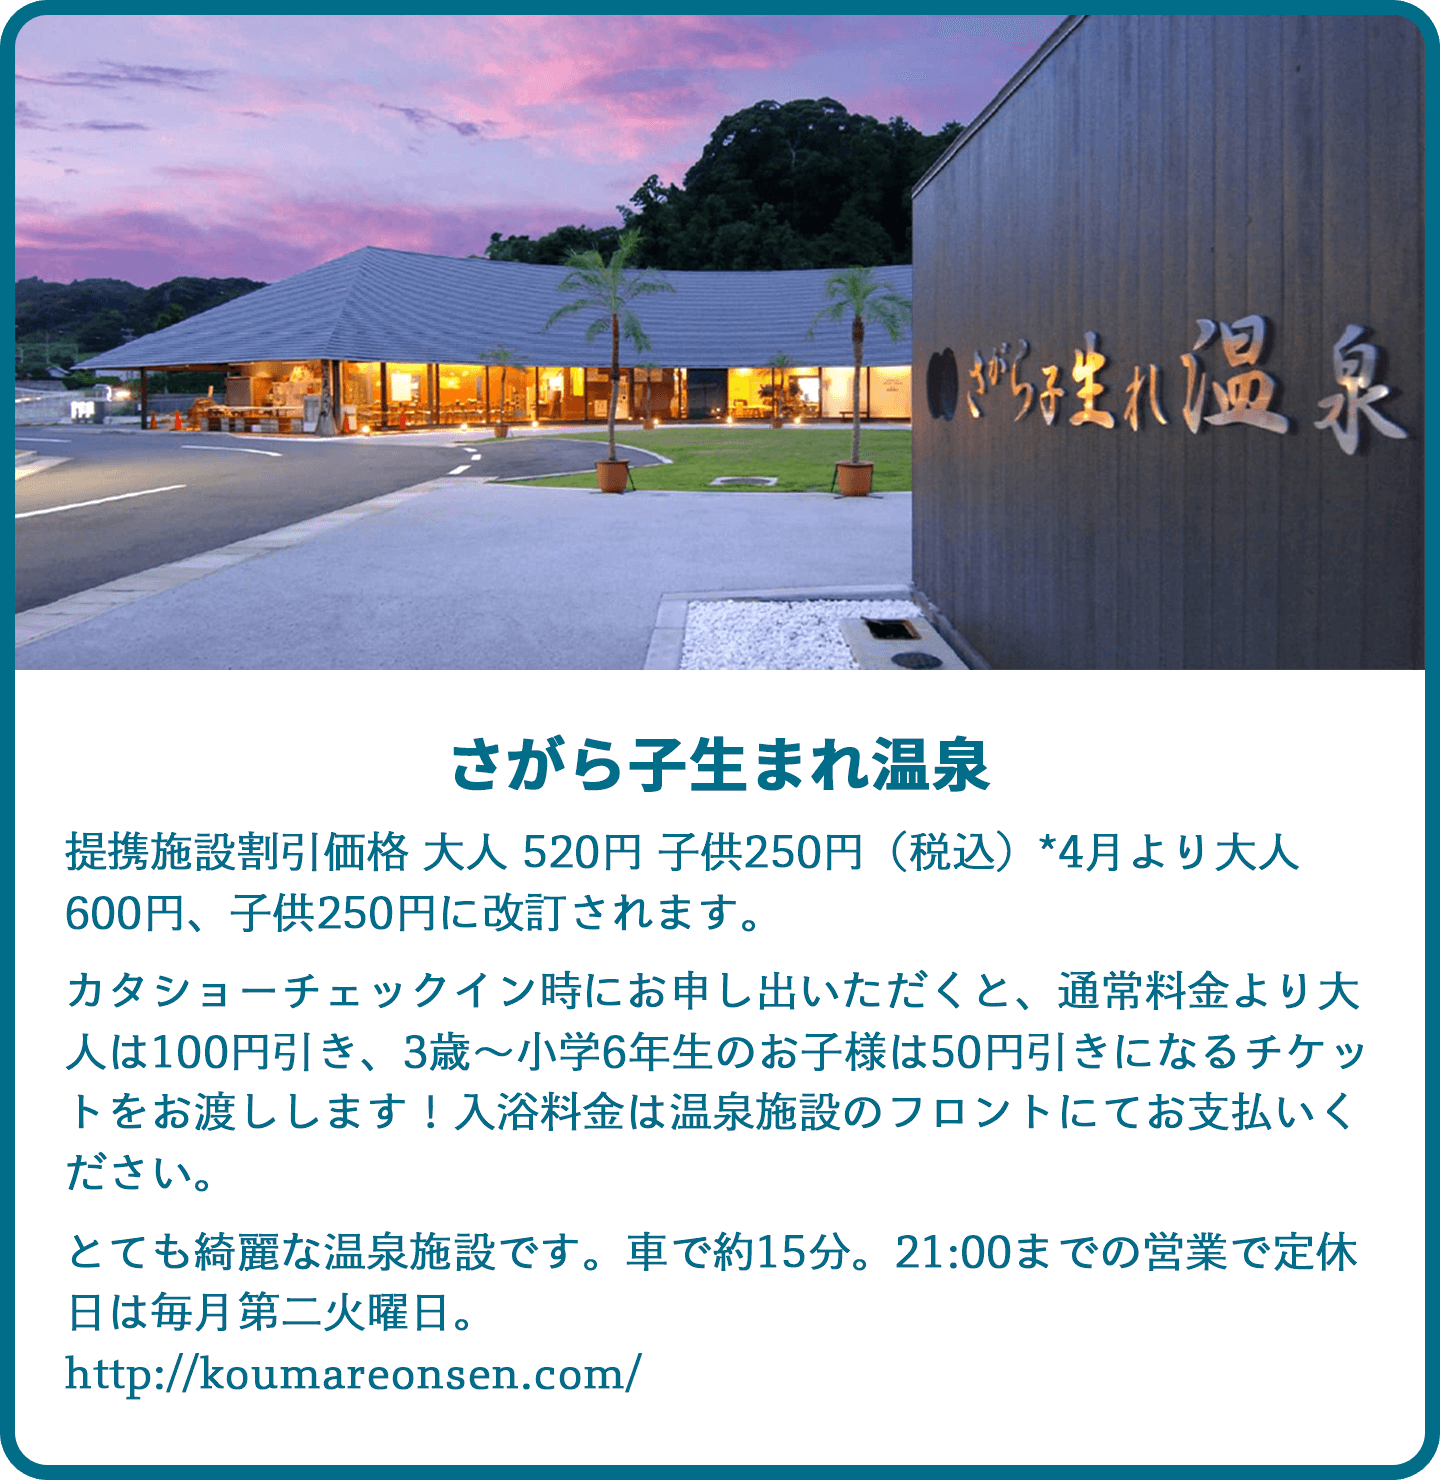 さがら子生れ温泉
さがら子生まれ温泉
提携施設割引価格 大人 520円 子供250円（税込）*4月より大人
600円、子供250円に改訂されます。
カタショーチェックイン時にお申し出いただくと、通常料金より大
人は100円引き、3歳〜小学6年生のお子様は50円引きになるチケッ
トをお渡しします！入浴料金は温泉施設のフロントにてお支払いく
ださい。
とても綺麗な温泉施設です。車で約15分。21:00までの営業で定休
日は毎月第二火曜日。
http://koumareonsen.com/